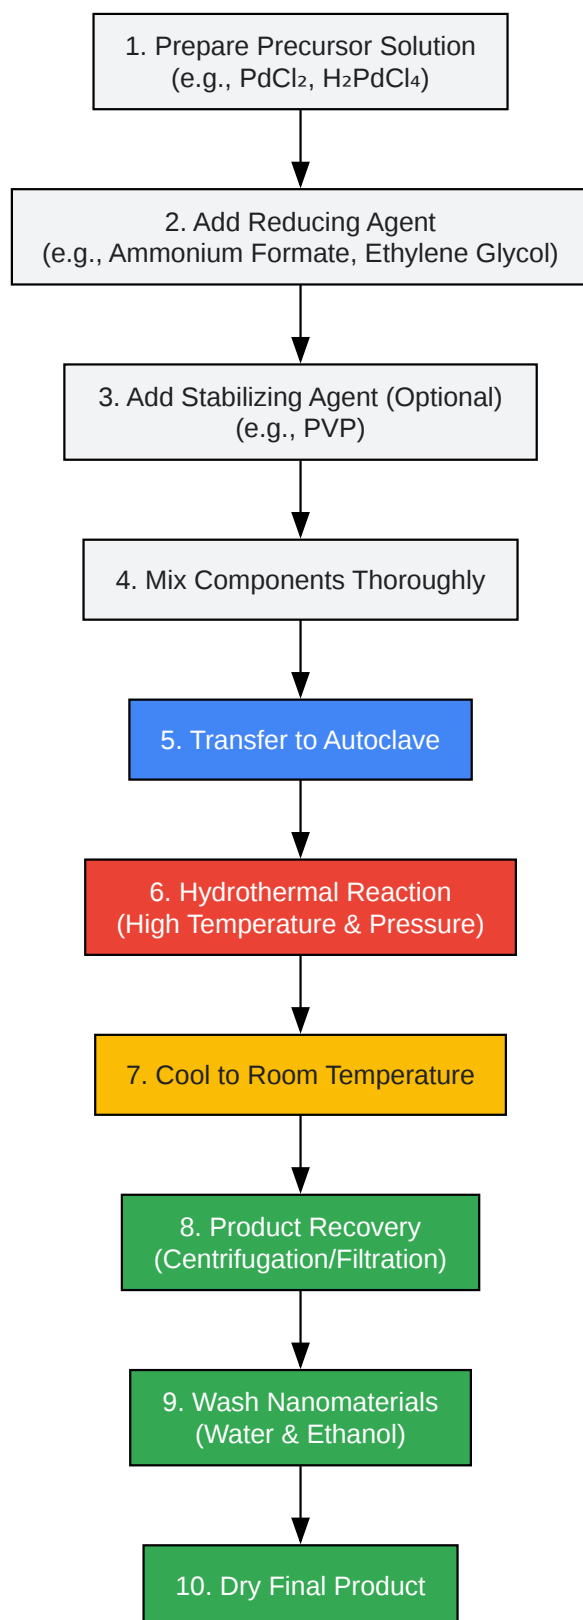 1. Prepare Precursor Solution
(e.g., PdCl₂, H₂PdCl₄)
2. Add Reducing Agent
(e.g., Ammonium Formate, Ethylene Glycol)
3. Add Stabilizing Agent (Optional)
(e.g., PVP)
4. Mix Components Thoroughly
5. Transfer to Autoclave
6. Hydrothermal Reaction
(High Temperature & Pressure)
7. Cool to Room Temperature
8. Product Recovery
(Centrifugation/Filtration)
9. Wash Nanomaterials
(Water & Ethanol)
10. Dry Final Product